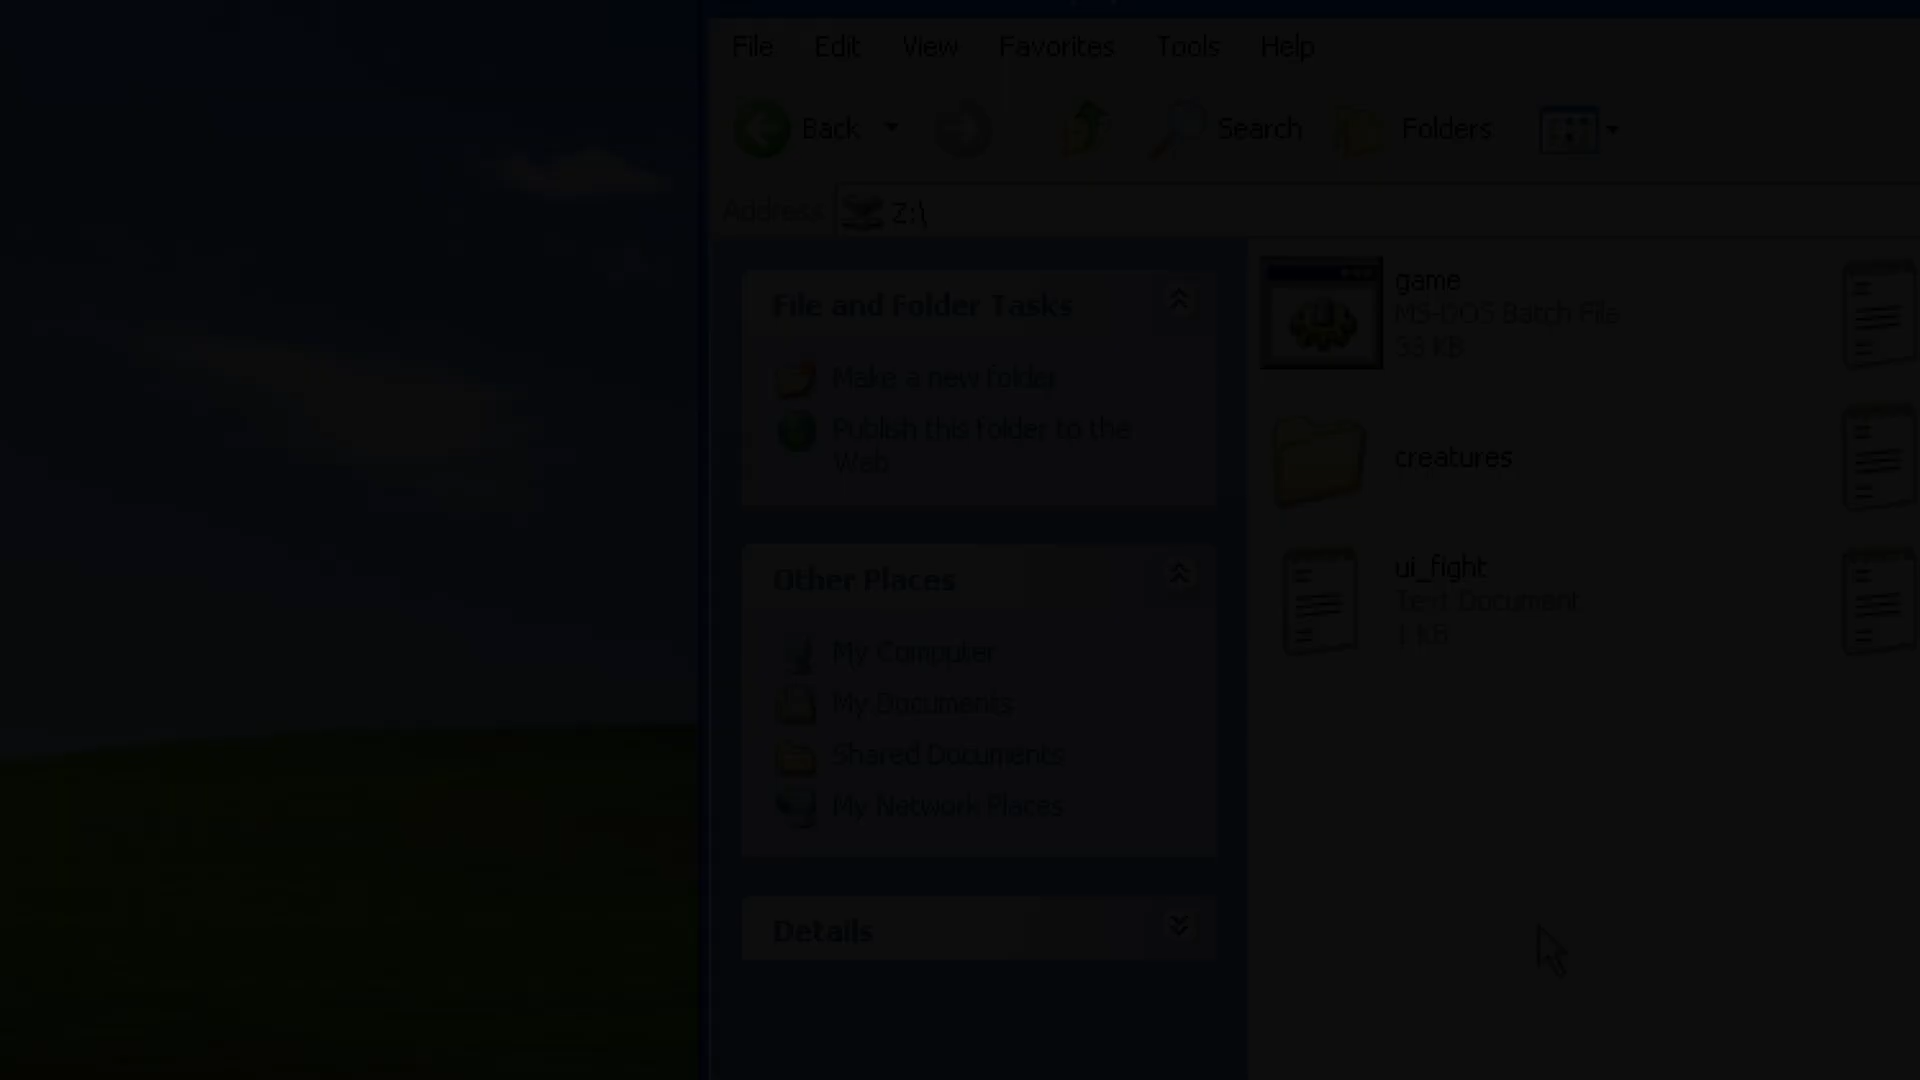 File Edit View Favorites Tools Help
Back Search Folders
Address Z:\
File and Folder Tasks
Make a new folder
Publish this folder to the
Web
Other Places
My Computer
My Documents
Shared Documents
My Network Places
Details
game
MS-DOS Batch File
33 KB
creatures
ui_fight
Text Document
1 KB